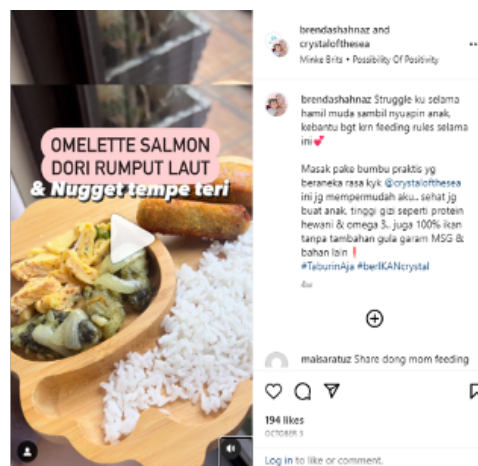 OMELETTE SALMON
DORI RUMPUT LAUT
& Nugget tempe teri
brendashahnaz and
crystalofthesea
Minke Brits • Possibility Of Positivity
brendashahnaz Struggle ku selama
hamil muda sambil nyuapin anak,
kebantu bgt krn feeding rules selama
ini💕
Masak pake bumbu praktis yg
beraneka rasa kyk @crystalofthesea
ini jg mempermudah aku.. sehat jg
buat anak, tinggi gizi seperti protein
hewani & omega 3.. juga 100% ikan
tanpa tambahan gula garam MSG &
bahan lain❗
#TaburinAja #berIKANcrystal
4w
maisaratuz Share dong mom feeding
194 likes
OCTOBER 3
Log in to like or comment.